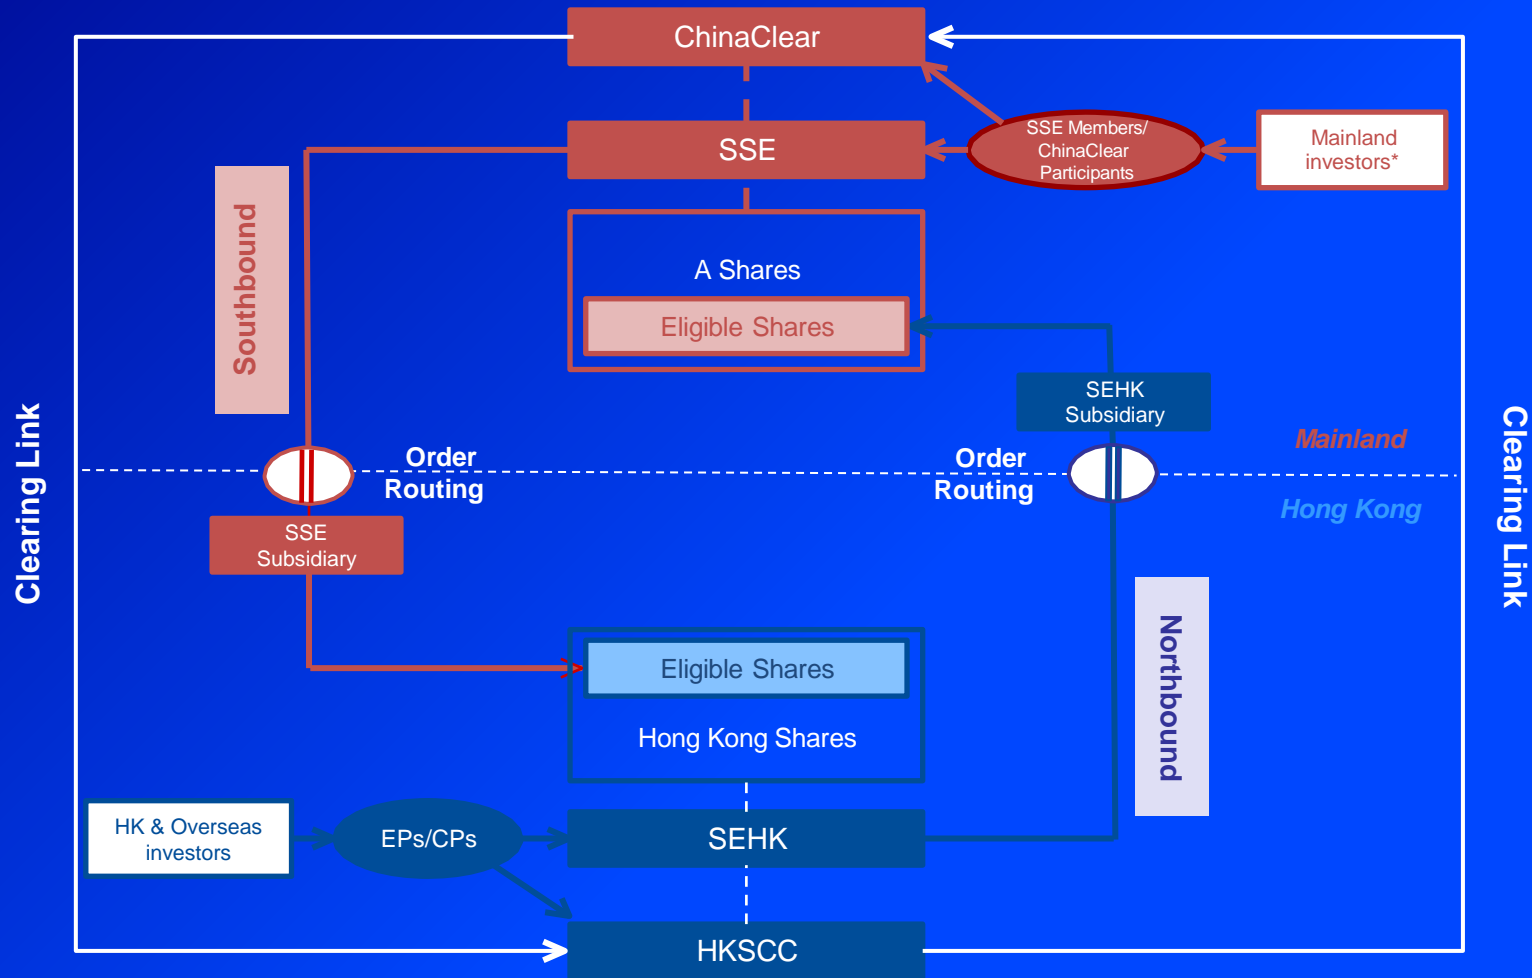 ChinaClear
SSE
SSE Members/
ChinaClear
Participants
Mainland
investors*
Southbound
A Shares
Eligible Shares
SEHK
Subsidiary
Clearing Link
Order
Routing
Order
Routing
Mainland
Hong Kong
Clearing Link
SSE
Subsidiary
Eligible Shares
Hong Kong Shares
Northbound
HK & Overseas
investors
EPs/CPs
SEHK
HKSCC